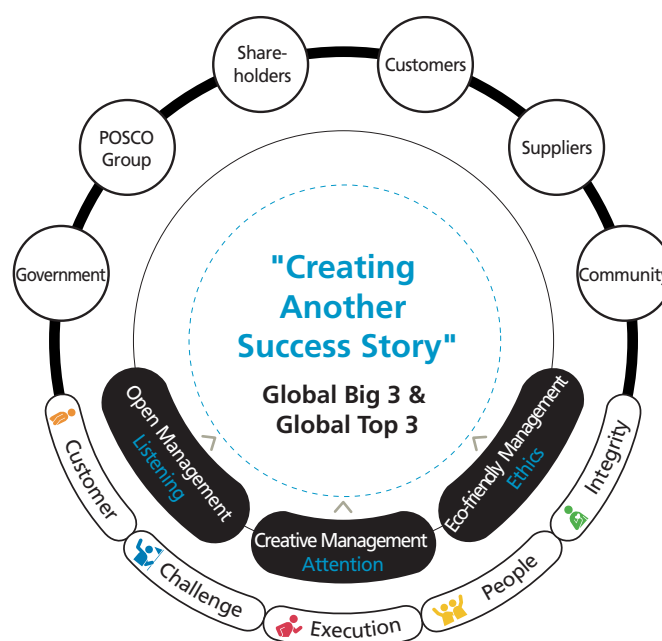 Share-
holders
Customers
POSCO
Group
Suppliers
Government
Community
"Creating
Another
Success Story"
Global Big 3 &
Global Top 3
Open Management
Listening
Creative Management
Attention
Eco-friendly Management
Ethics
Customer
Challenge
Execution
People
Integrity